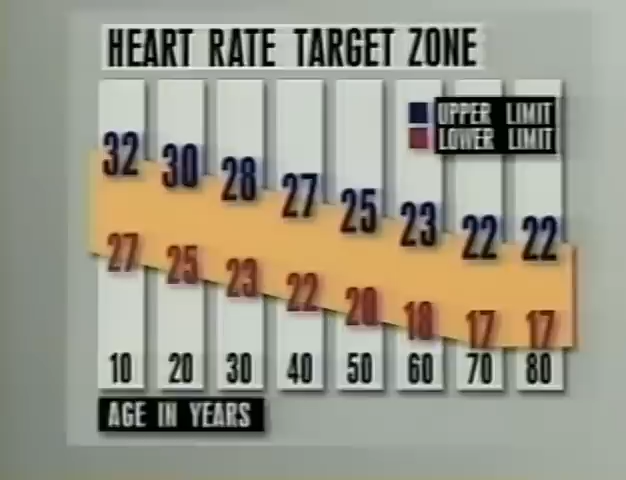 HEART RATE TARGET ZONE
UPPER LIMIT
LOWER LIMIT
32 30 28 27 25 23 22 22
27 25 23 22 20 18 17 17
10 20 30 40 50 60 70 80
AGE IN YEARS